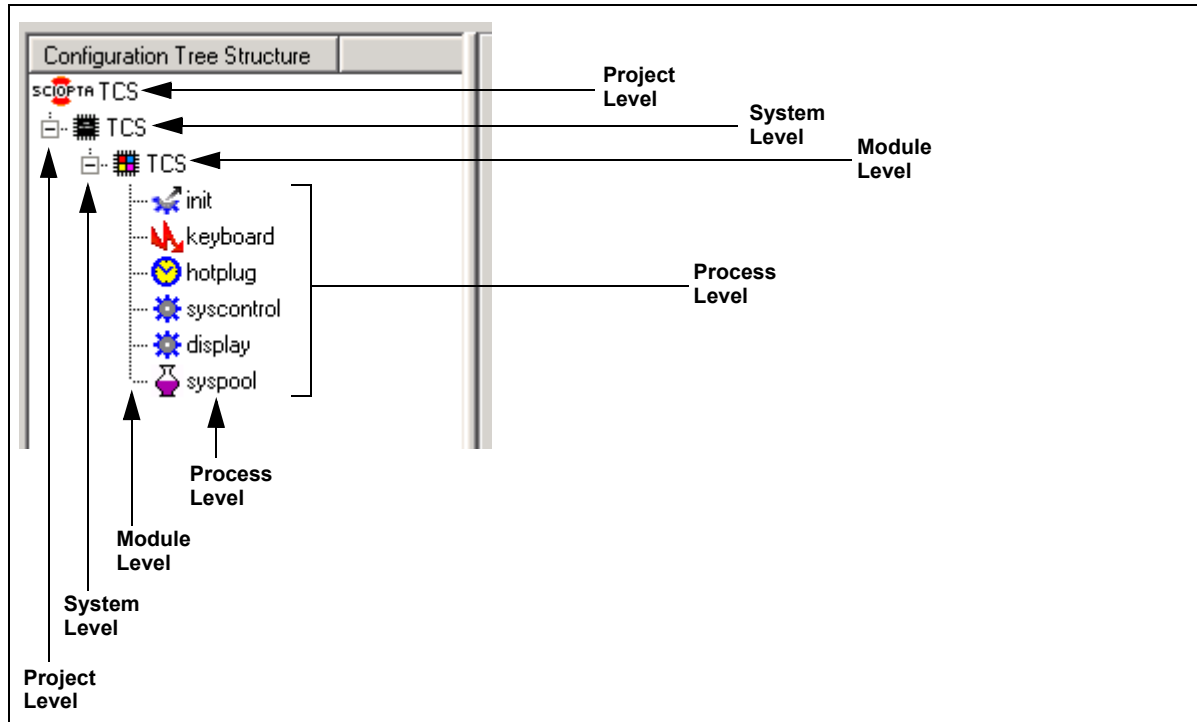 Configuration Tree Structure
SCIOPTA TCS
TCS
TCS
init
keyboard
hotplug
syscontrol
display
syspool
Project
Level
System
Level
Module
Level
Process
Level
Process
Level
Module
Level
System
Level
Project
Level